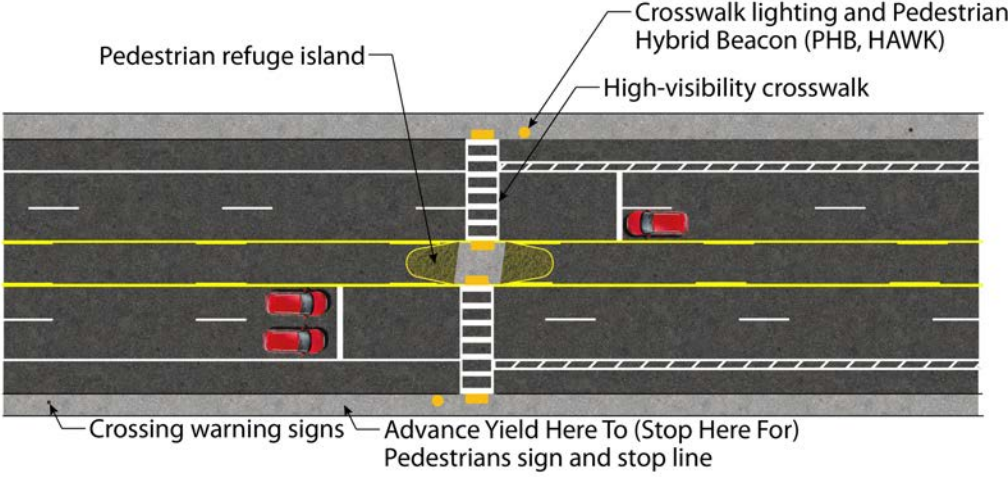 Crosswalk lighting and Pedestrian
Hybrid Beacon (PHB, HAWK)
Pedestrian refuge island
High-visibility crosswalk
Crossing warning signs
Advance Yield Here To (Stop Here For)
Pedestrians sign and stop line